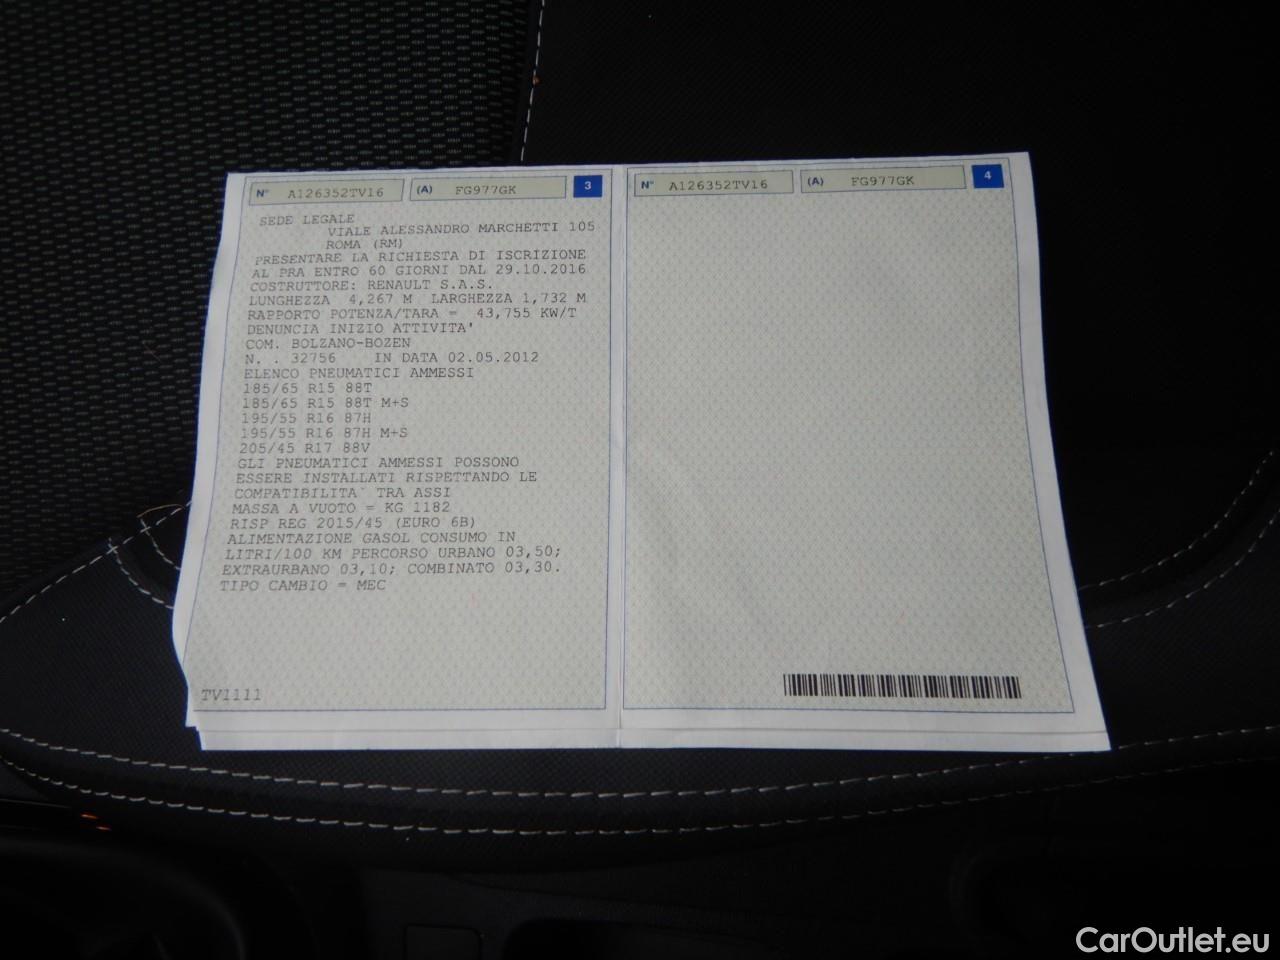 N° A126352TV16 (A) FG977GK 3
SEDE LEGALE
VIALE ALESSANDRO MARCHETTI 105
ROMA (RM)
PRESENTARE LA RICHIESTA DI ISCRIZIONE
AL PRA ENTRO 60 GIORNI DAL 29.10.2016
COSTRUTTORE: RENAULT S.A.S.
LUNGHEZZA 4,267 M LARGHEZZA 1,732 M
RAPPORTO POTENZA/TARA = 43,755 KW/T
DENUNCIA INIZIO ATTIVITA'
COM. BOLZANO-BOZEN
N. . 32756 IN DATA 02.05.2012
ELENCO PNEUMATICI AMMESSI
185/65 R15 88T
185/65 R15 88T M+S
195/55 R16 87H
195/55 R16 87H M+S
205/45 R17 88V
GLI PNEUMATICI AMMESSI POSSONO
ESSERE INSTALLATI RISPETTANDO LE
COMPATIBILITA` TRA ASSI
MASSA A VUOTO = KG 1182
RISP REG 2015/45 (EURO 6B)
ALIMENTAZIONE GASOL CONSUMO IN
LITRI/100 KM PERCORSO URBANO 03,50;
EXTRAURBANO 03,10; COMBINATO 03,30.
TIPO CAMBIO = MEC
TV1111
N° A126352TV16 (A) FG977GK 4
CarOutlet.eu